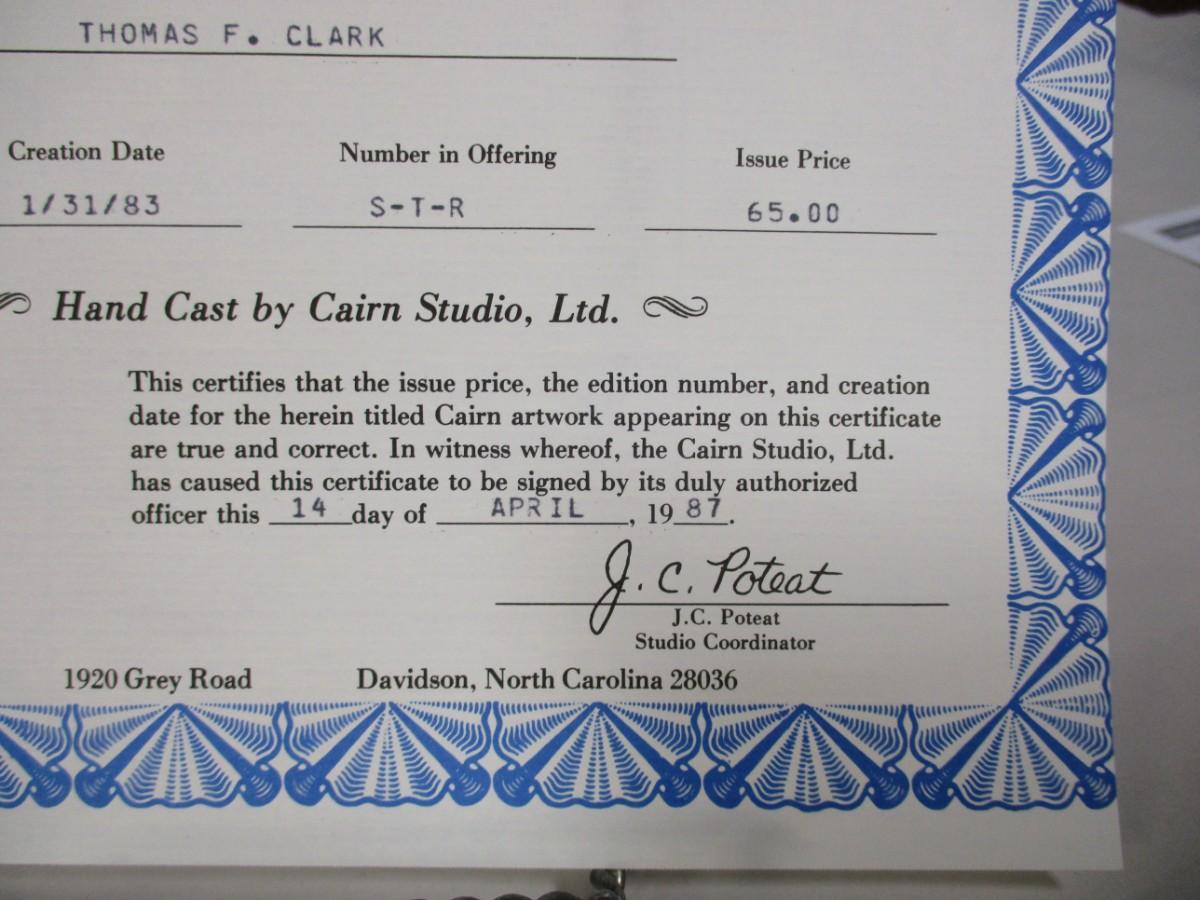 THOMAS F. CLARK
Creation Date Number in Offering Issue Price
1/31/83 S-T-R 65.00
Hand Cast by Cairn Studio, Ltd.
This certifies that the issue price, the edition number, and creation
date for the herein titled Cairn artwork appearing on this certificate
are true and correct. In witness whereof, the Cairn Studio, Ltd.
has caused this certificate to be signed by its duly authorized
officer this 14 day of APRIL, 1987.
J. C. Poteat
J.C. Poteat
Studio Coordinator
1920 Grey Road Davidson, North Carolina 28036